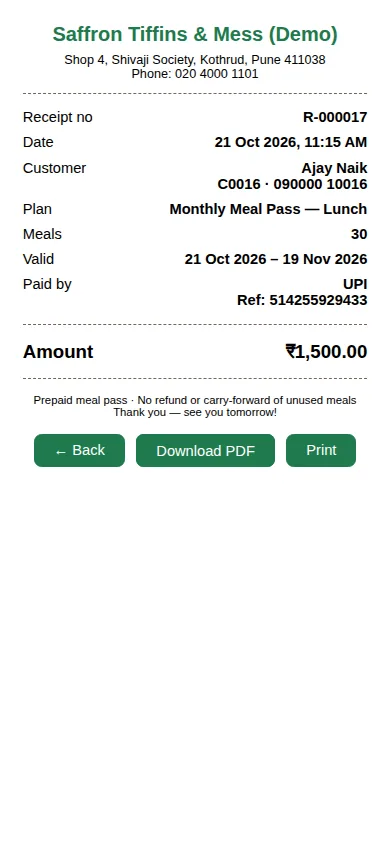 Saffron Tiffins & Mess (Demo)
Shop 4, Shivaji Society, Kothrud, Pune 411038
Phone: 020 4000 1101
Receipt no R-000017
Date 21 Oct 2026, 11:15 AM
Customer Ajay Naik
C0016 · 090000 10016
Plan Monthly Meal Pass — Lunch
Meals 30
Valid 21 Oct 2026 – 19 Nov 2026
Paid by UPI
Ref: 514255929433
Amount ₹1,500.00
Prepaid meal pass · No refund or carry-forward of unused meals
Thank you — see you tomorrow!
← Back Download PDF Print